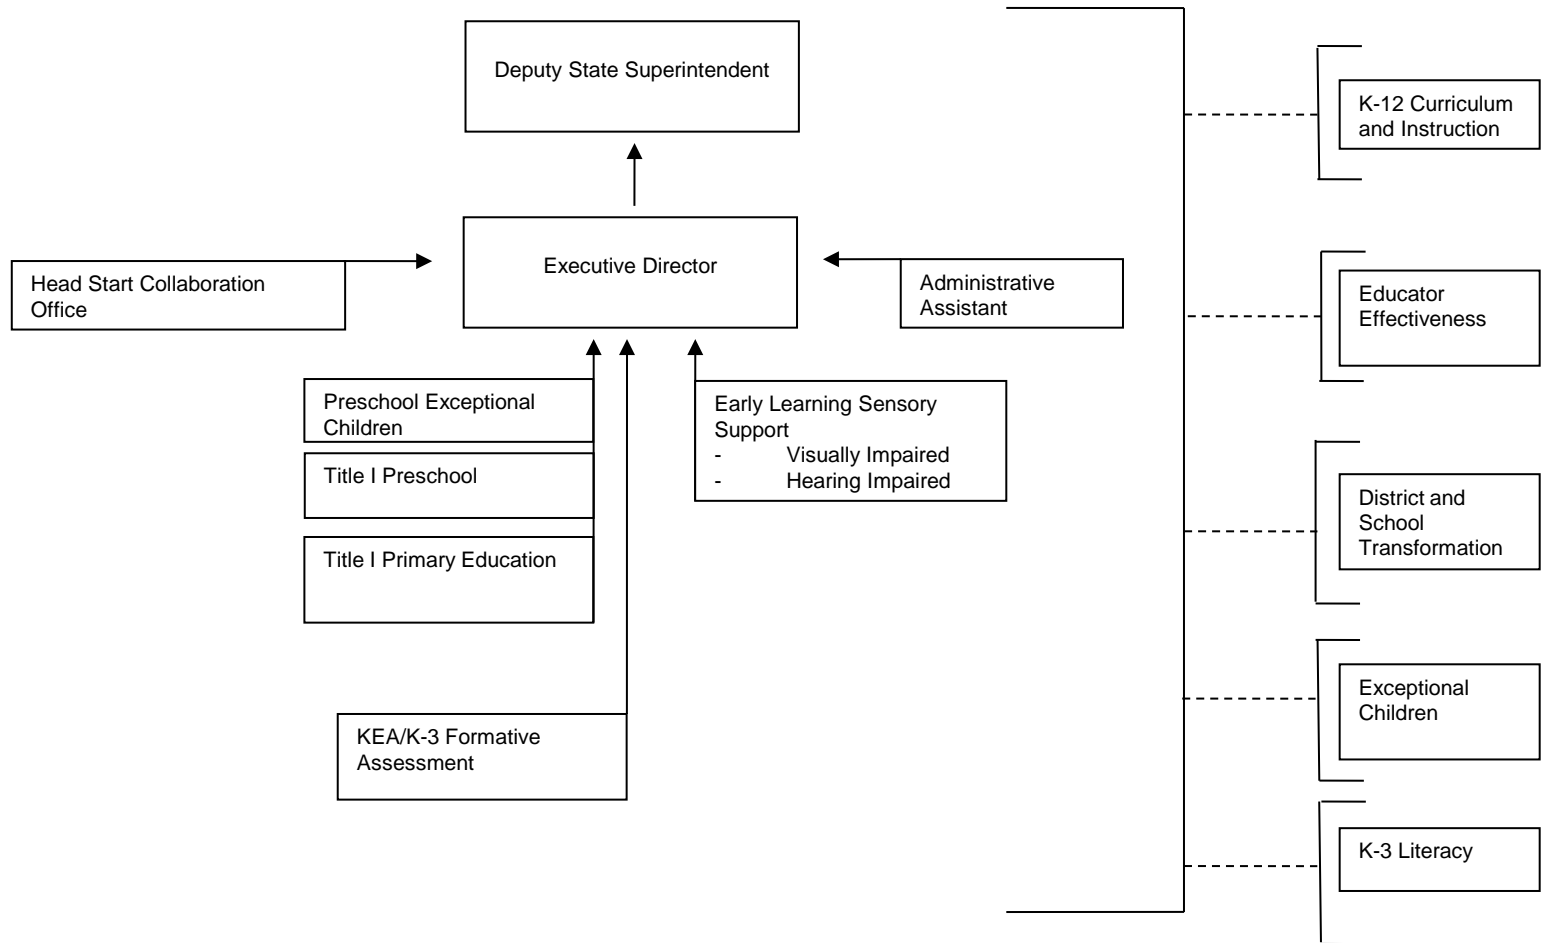 Deputy State Superintendent
Executive Director
Head Start Collaboration
Office
Administrative
Assistant
Preschool Exceptional
Children
Title I Preschool
Title I Primary Education
Early Learning Sensory
Support
- Visually Impaired
- Hearing Impaired
KEA/K-3 Formative
Assessment
K-12 Curriculum
and Instruction
Educator
Effectiveness
District and
School
Transformation
Exceptional
Children
K-3 Literacy